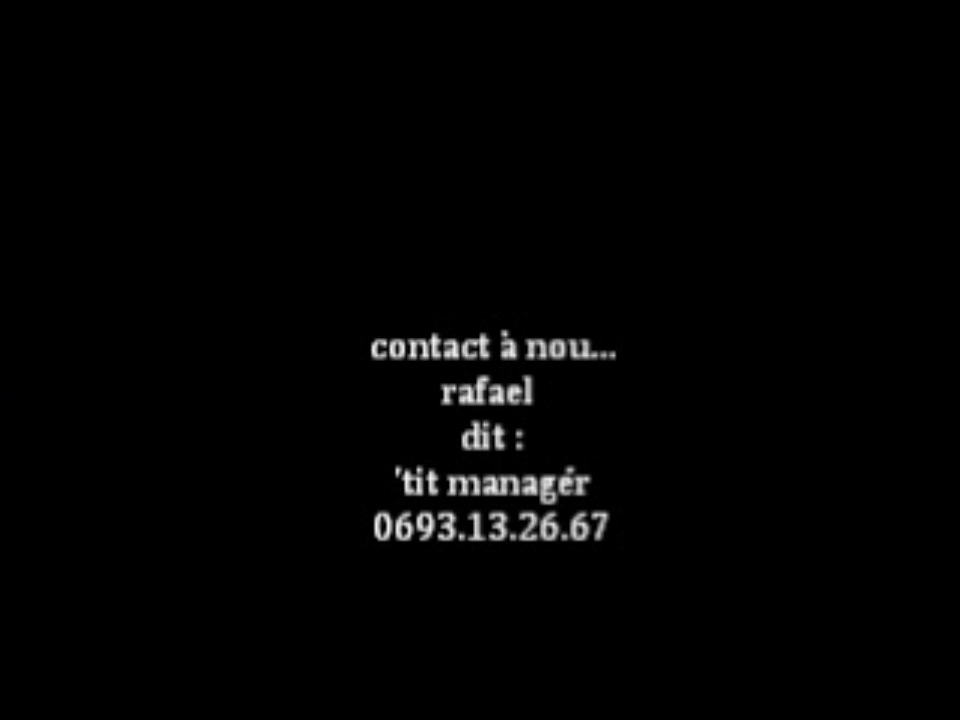 contact à nou...
rafael
dit :
'tit managér
0693.13.26.67